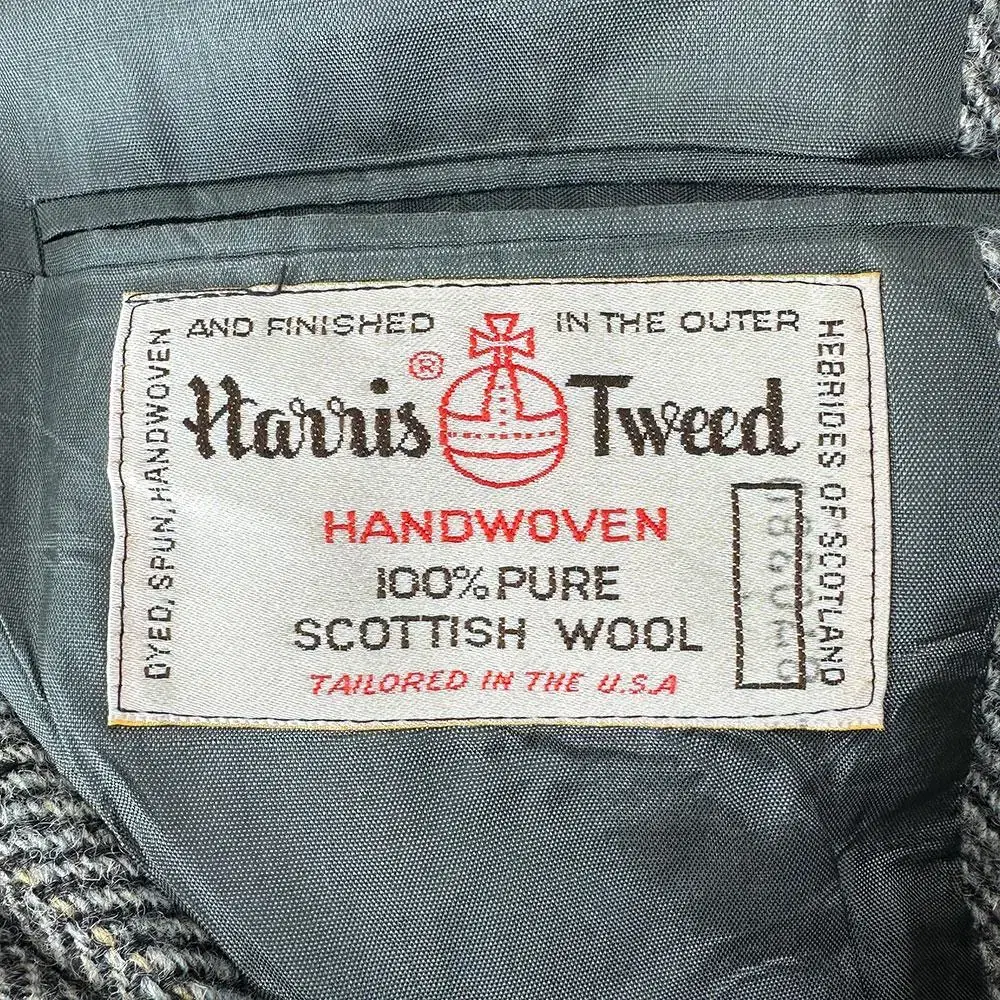 DYED, SPUN, HANDWOVEN
AND FINISHED IN THE OUTER
HEBRIDES OF SCOTLAND
Harris ® Tweed
HANDWOVEN
100% PURE
SCOTTISH WOOL
TAILORED IN THE U.S.A